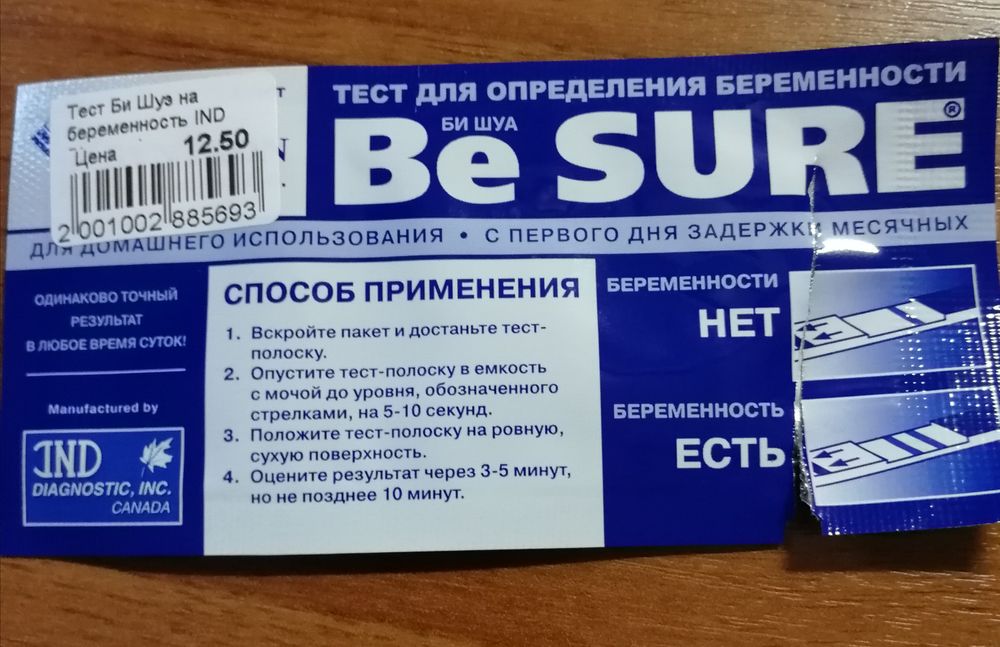 Тест Би Шуэ на
беременность IND
Цена 12.50
2 001002 885693
Т
N
ТЕСТ ДЛЯ ОПРЕДЕЛЕНИЯ БЕРЕМЕННОСТИ
БИ ШУА
Be SURE®
ДЛЯ ДОМАШНЕГО ИСПОЛЬЗОВАНИЯ • С ПЕРВОГО ДНЯ ЗАДЕРЖКИ МЕСЯЧНЫХ
ОДИНАКОВО ТОЧНЫЙ
РЕЗУЛЬТАТ
В ЛЮБОЕ ВРЕМЯ СУТОК!
Manufactured by
IND
DIAGNOSTIC, INC.
CANADA
СПОСОБ ПРИМЕНЕНИЯ
1. Вскройте пакет и достаньте тест-
полоску.
2. Опустите тест-полоску в емкость
с мочой до уровня, обозначенного
стрелками, на 5-10 секунд.
3. Положите тест-полоску на ровную,
сухую поверхность.
4. Оцените результат через 3-5 минут,
но не позднее 10 минут.
БЕРЕМЕННОСТИ
НЕТ
БЕРЕМЕННОСТЬ
ЕСТЬ